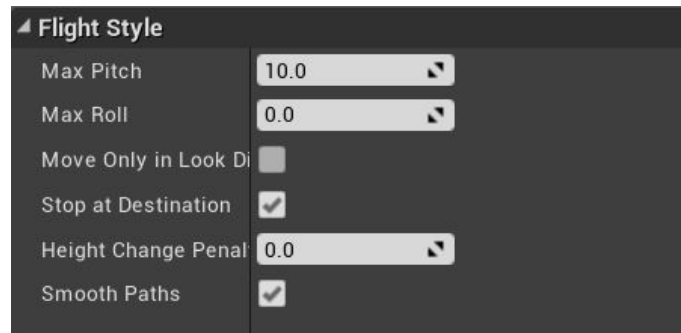 Flight Style
Max Pitch 10.0
Max Roll 0.0
Move Only in Look Di
Stop at Destination
Height Change Penal 0.0
Smooth Paths